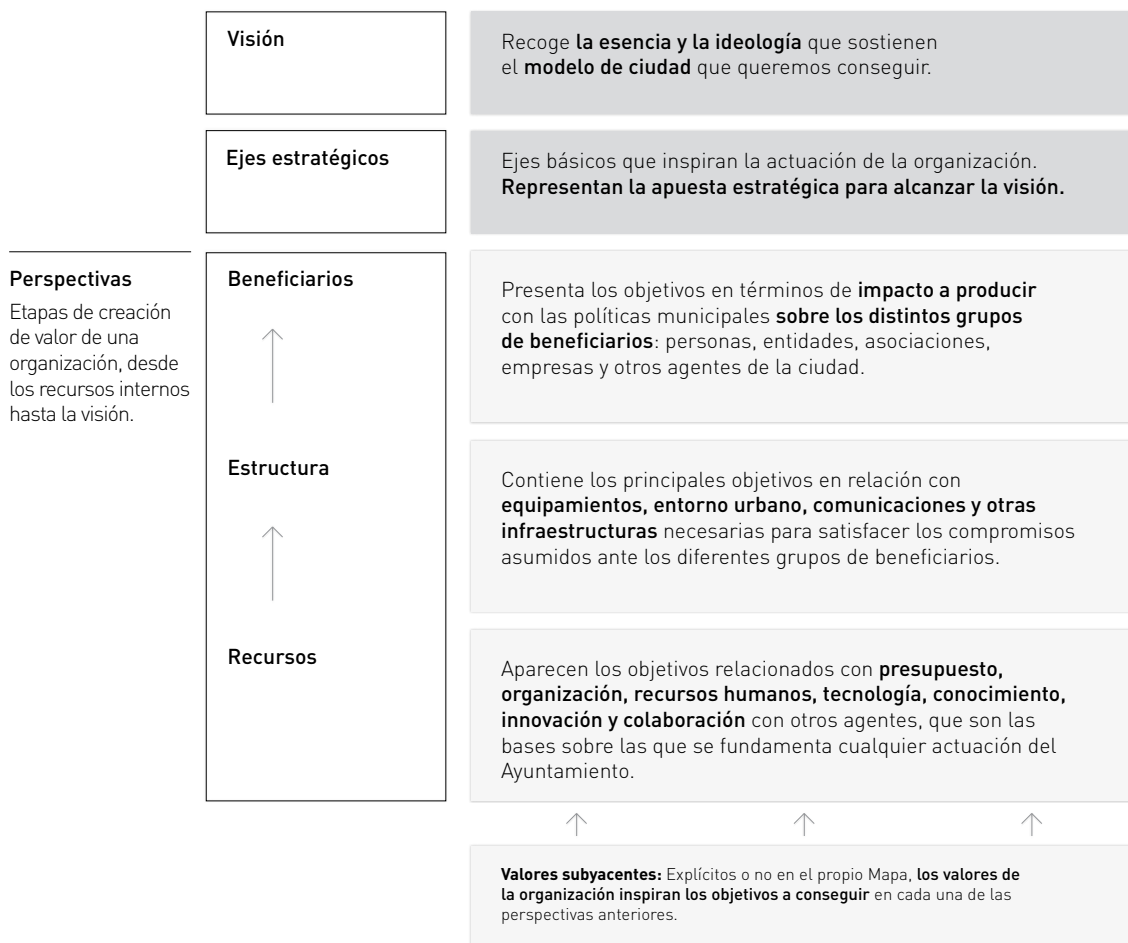 Visión
Recoge la esencia y la ideología que sostienen
el modelo de ciudad que queremos conseguir.
Ejes estratégicos
Ejes básicos que inspiran la actuación de la organización.
Representan la apuesta estratégica para alcanzar la visión.
Perspectivas
Etapas de creación
de valor de una
organización, desde
los recursos internos
hasta la visión.
Beneficiarios
Presenta los objetivos en términos de impacto a producir
con las políticas municipales sobre los distintos grupos
de beneficiarios: personas, entidades, asociaciones,
empresas y otros agentes de la ciudad.
Estructura
Contiene los principales objetivos en relación con
equipamientos, entorno urbano, comunicaciones y otras
infraestructuras necesarias para satisfacer los compromisos
asumidos ante los diferentes grupos de beneficiarios.
Recursos
Aparecen los objetivos relacionados con presupuesto,
organización, recursos humanos, tecnología, conocimiento,
innovación y colaboración con otros agentes, que son las
bases sobre las que se fundamenta cualquier actuación del
Ayuntamiento.
Valores subyacentes: Explícitos o no en el propio Mapa, los valores de
la organización inspiran los objetivos a conseguir en cada una de las
perspectivas anteriores.